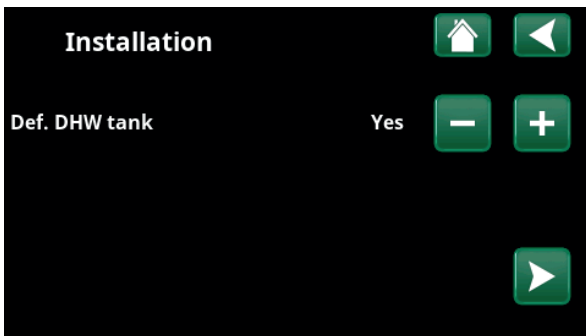 Installation
Def. DHW tank Yes